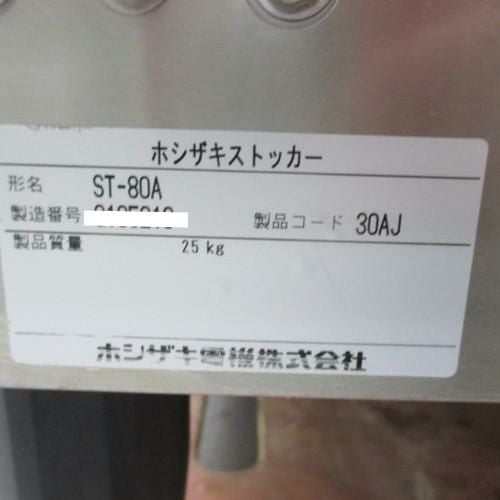 ホシザキストッカー
形名 ST-80A
製造番号
製品コード 30AJ
製品質量 25 kg
ホシザキ電機株式会社